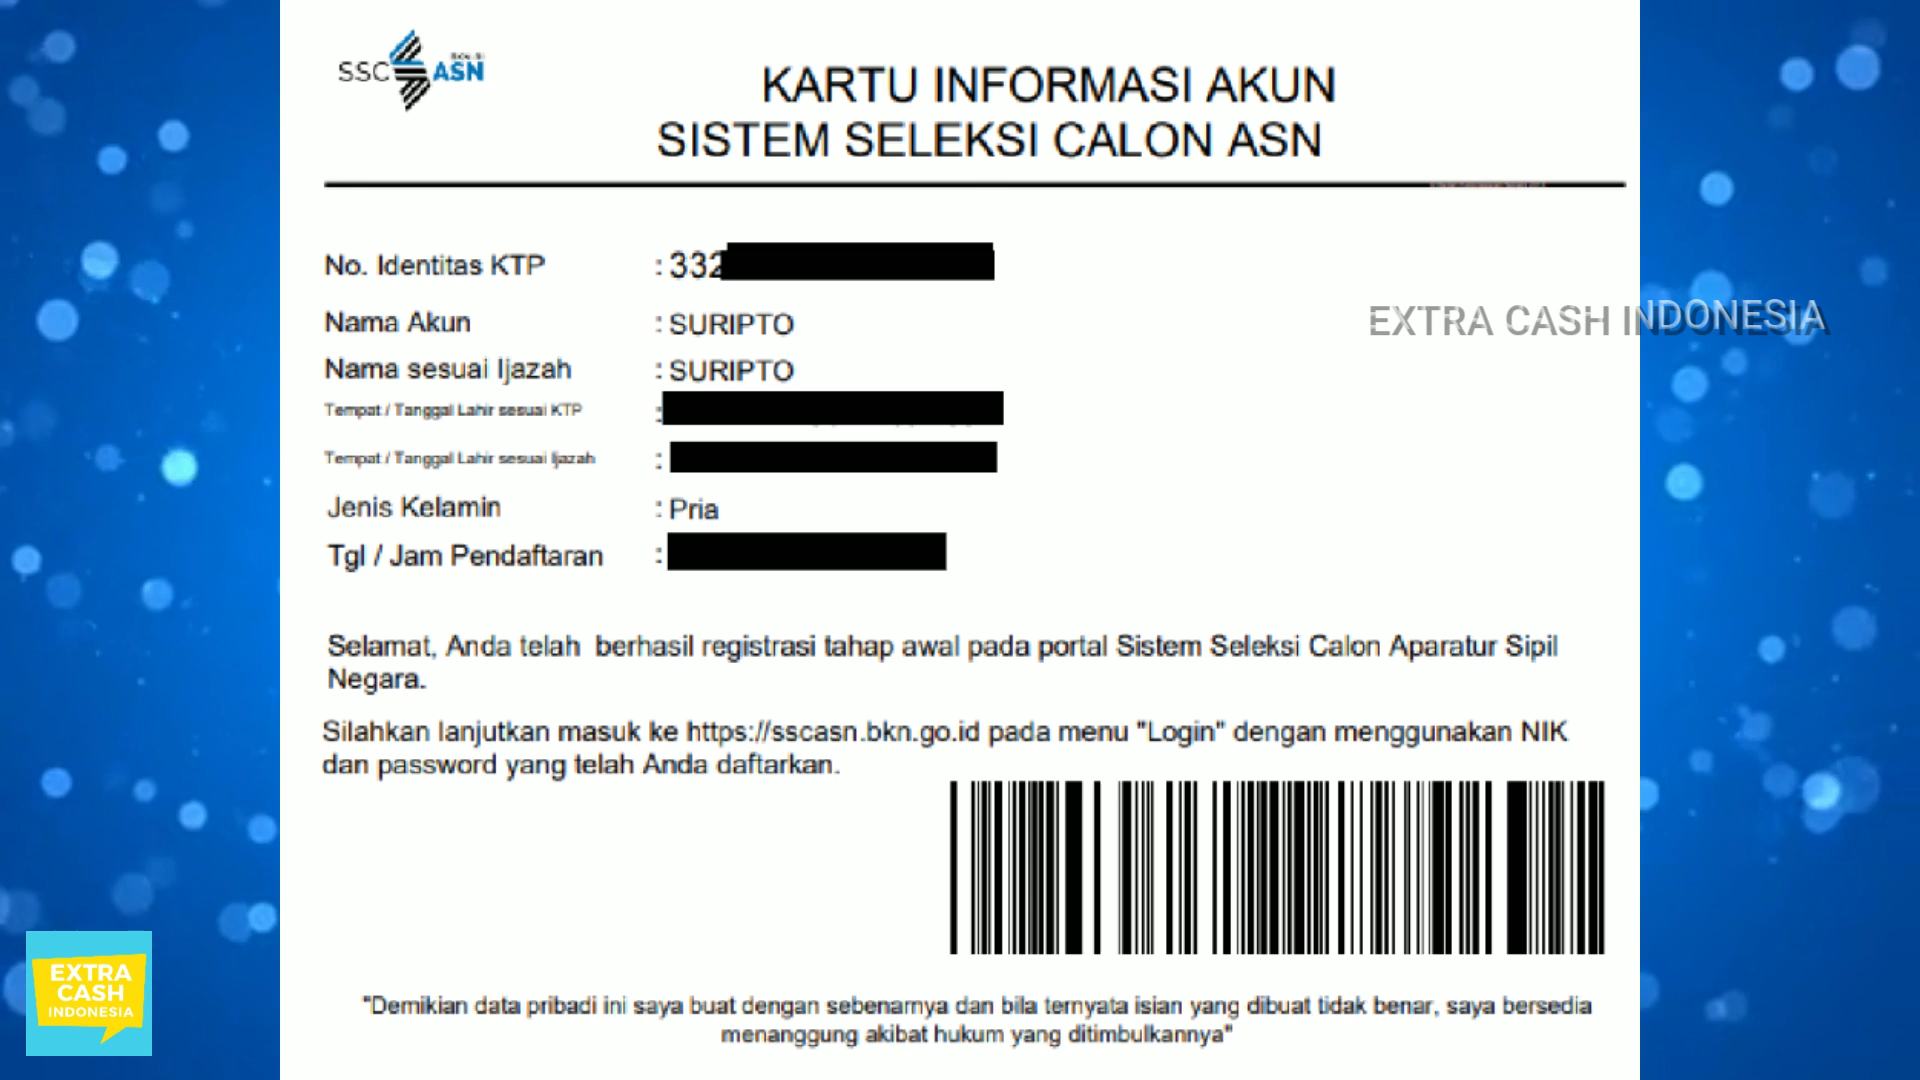 SSC ASN
KARTU INFORMASI AKUN
SISTEM SELEKSI CALON ASN
No. Identitas KTP : 332
Nama Akun : SURIPTO
EXTRA CASH INDONESIA
Nama sesuai Ijazah : SURIPTO
Tempat / Tanggal Lahir sesuai KTP :
Tempat / Tanggal Lahir sesuai Ijazah :
Jenis Kelamin : Pria
Tgl / Jam Pendaftaran :
Selamat, Anda telah berhasil registrasi tahap awal pada portal Sistem Seleksi Calon Aparatur Sipil
Negara.
Silahkan lanjutkan masuk ke https://sscasn.bkn.go.id pada menu "Login" dengan menggunakan NIK
dan password yang telah Anda daftarkan.
EXTRA
CASH
INDONESIA
"Demikian data pribadi ini saya buat dengan sebenarnya dan bila ternyata isian yang dibuat tidak benar, saya bersedia
menanggung akibat hukum yang ditimbulkannya"